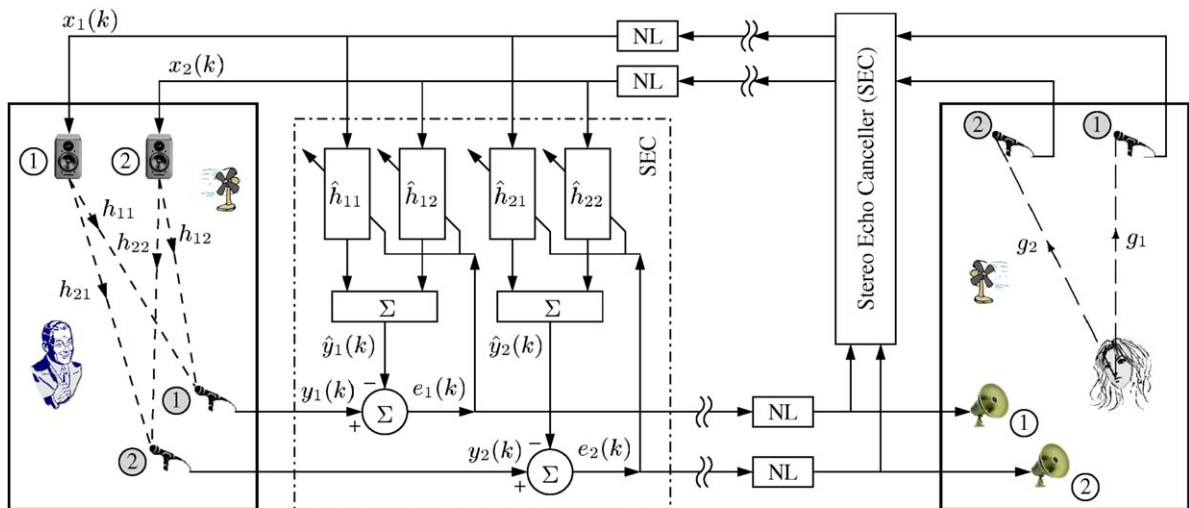 x₁(k)
x₂(k)
NL
NL
Stereo Echo Canceller (SEC)
SEC
1
2
h₁₁
h₂₂
h₁₂
h₂₁
ĥ₁₁
ĥ₁₂
ĥ₂₁
ĥ₂₂
Σ
Σ
ŷ₁(k)
ŷ₂(k)
y₁(k)
−
+
Σ
e₁(k)
y₂(k)
−
+
Σ
e₂(k)
1
2
NL
NL
2
1
g₂
g₁
1
2